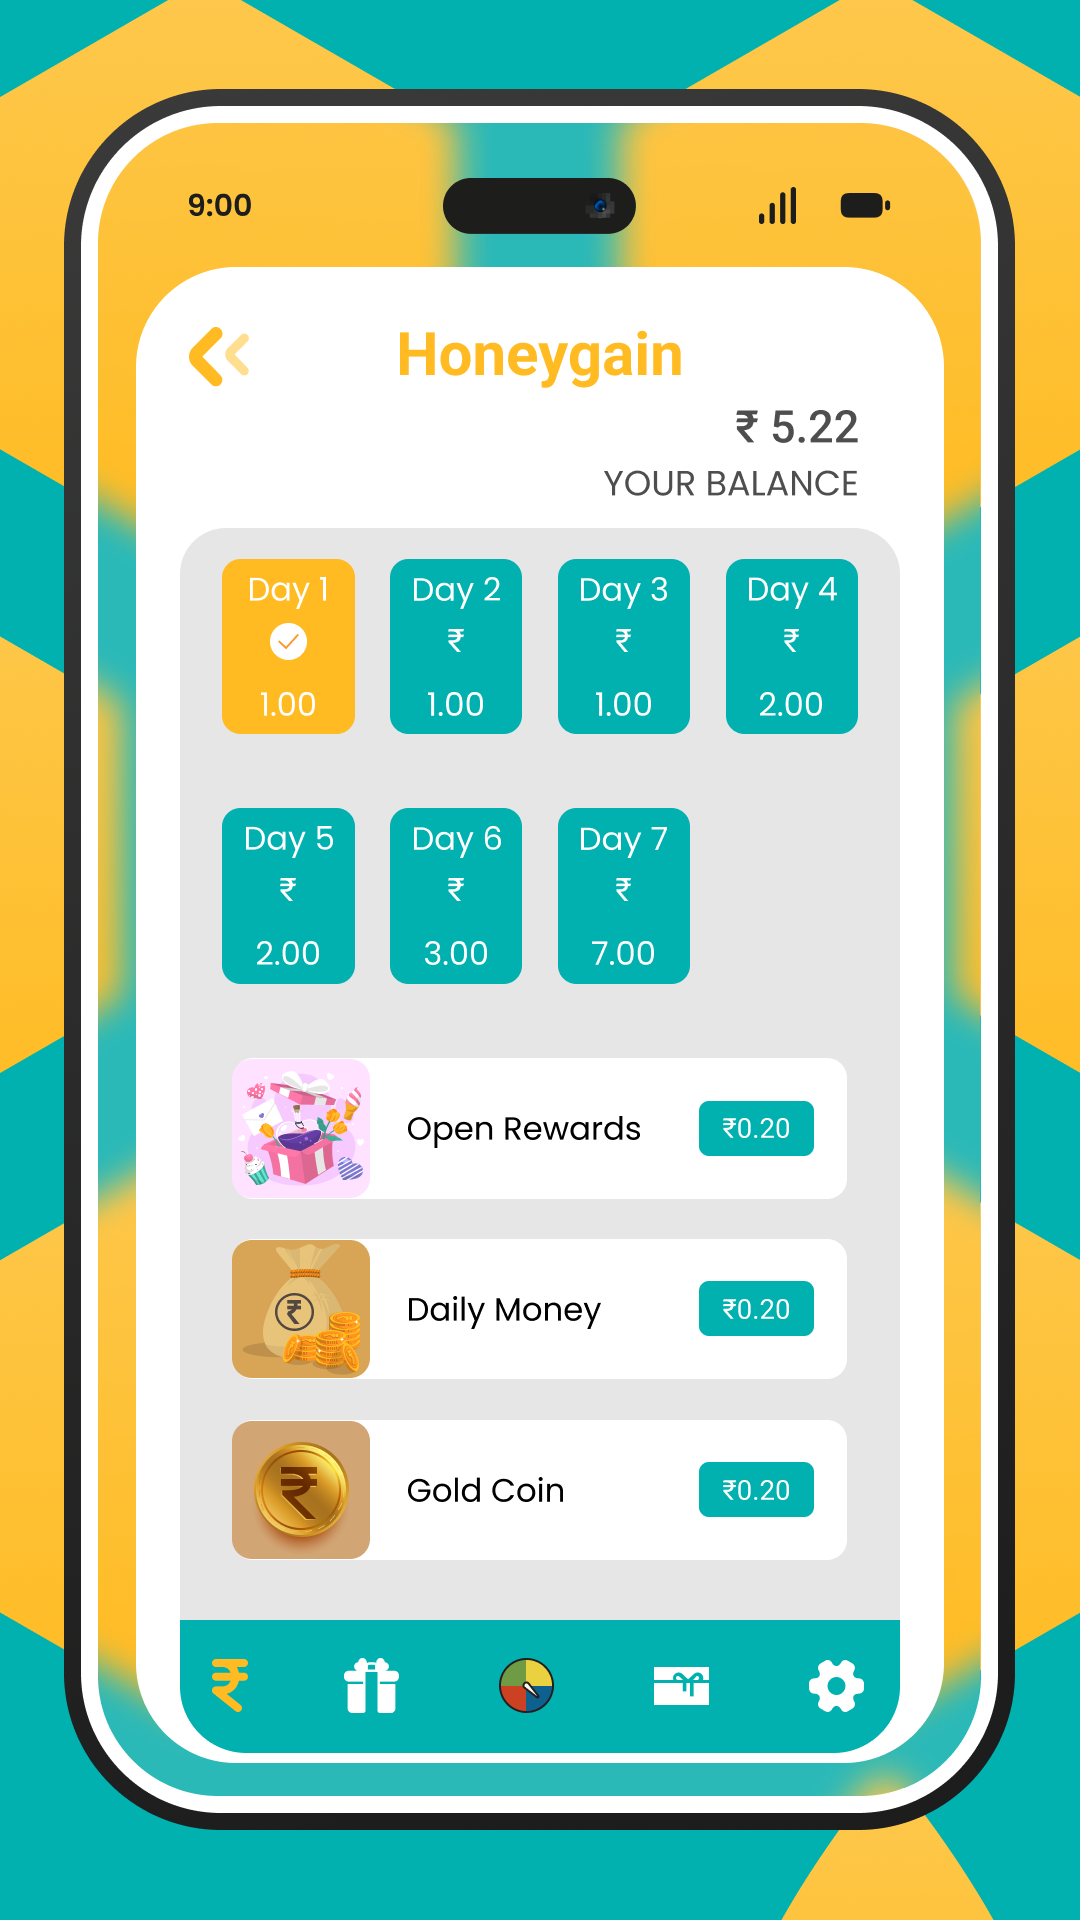 9:00
Honeygain
₹ 5.22
YOUR BALANCE
Day 1
1.00
Day 2
₹
1.00
Day 3
₹
1.00
Day 4
₹
2.00
Day 5
₹
2.00
Day 6
₹
3.00
Day 7
₹
7.00
Open Rewards
₹0.20
₹
Daily Money
₹0.20
₹
Gold Coin
₹0.20
₹